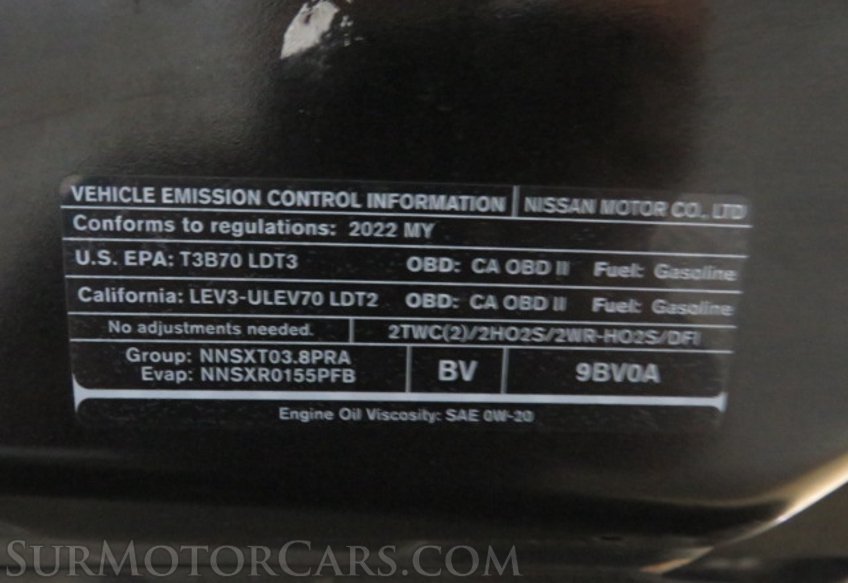 VEHICLE EMISSION CONTROL INFORMATION NISSAN MOTOR CO., LTD
Conforms to regulations: 2022 MY
U.S. EPA: T3B70 LDT3 OBD: CA OBD II Fuel: Gasoline
California: LEV3-ULEV70 LDT2 OBD: CA OBD II Fuel: Gasoline
No adjustments needed. 2TWC(2)/2HO2S/2WR-HO2S/DFI
Group: NNSXT03.8PRA
Evap: NNSXR0155PFB
BV
9BV0A
Engine Oil Viscosity: SAE 0W-20
SurMotorCars.com